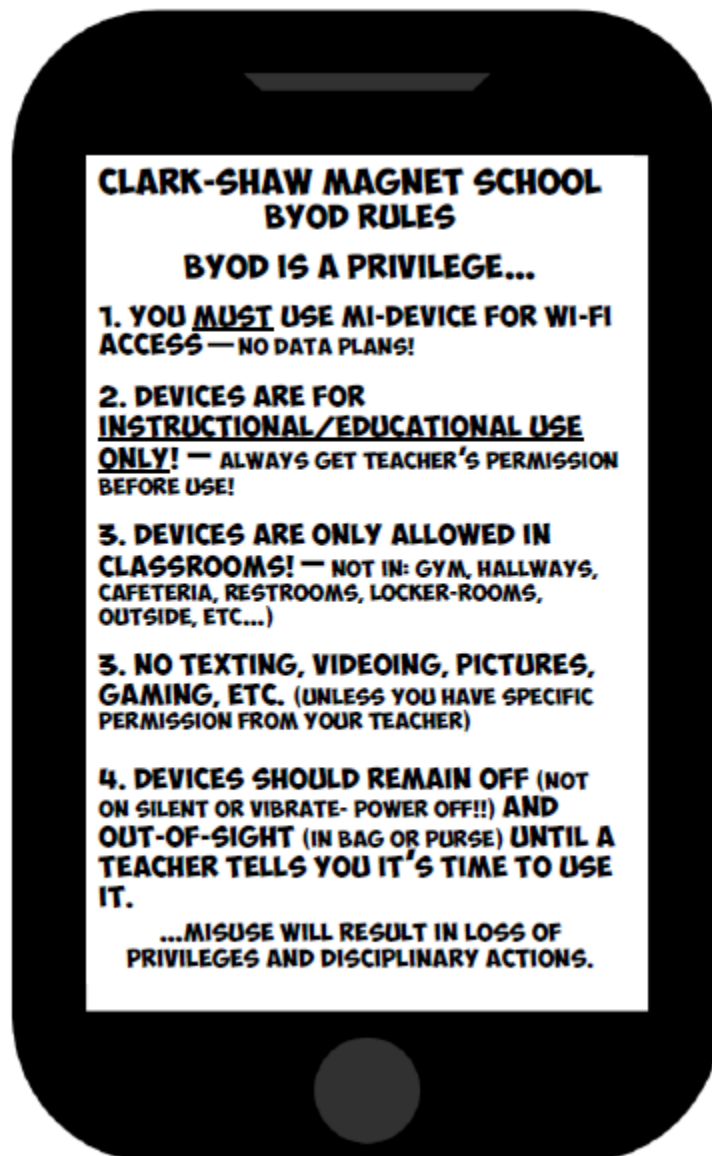 CLARK-SHAW MAGNET SCHOOL
BYOD RULES
BYOD IS A PRIVILEGE...
1. YOU MUST USE MI-DEVICE FOR WI-FI
ACCESS — NO DATA PLANS!
2. DEVICES ARE FOR
INSTRUCTIONAL/EDUCATIONAL USE
ONLY! — ALWAYS GET TEACHER'S PERMISSION
BEFORE USE!
3. DEVICES ARE ONLY ALLOWED IN
CLASSROOMS! — NOT IN: GYM, HALLWAYS,
CAFETERIA, RESTROOMS, LOCKER-ROOMS,
OUTSIDE, ETC...)
3. NO TEXTING, VIDEOING, PICTURES,
GAMING, ETC. (UNLESS YOU HAVE SPECIFIC
PERMISSION FROM YOUR TEACHER)
4. DEVICES SHOULD REMAIN OFF (NOT
ON SILENT OR VIBRATE- POWER OFF!!) AND
OUT-OF-SIGHT (IN BAG OR PURSE) UNTIL A
TEACHER TELLS YOU IT'S TIME TO USE
IT.
...MISUSE WILL RESULT IN LOSS OF
PRIVILEGES AND DISCIPLINARY ACTIONS.